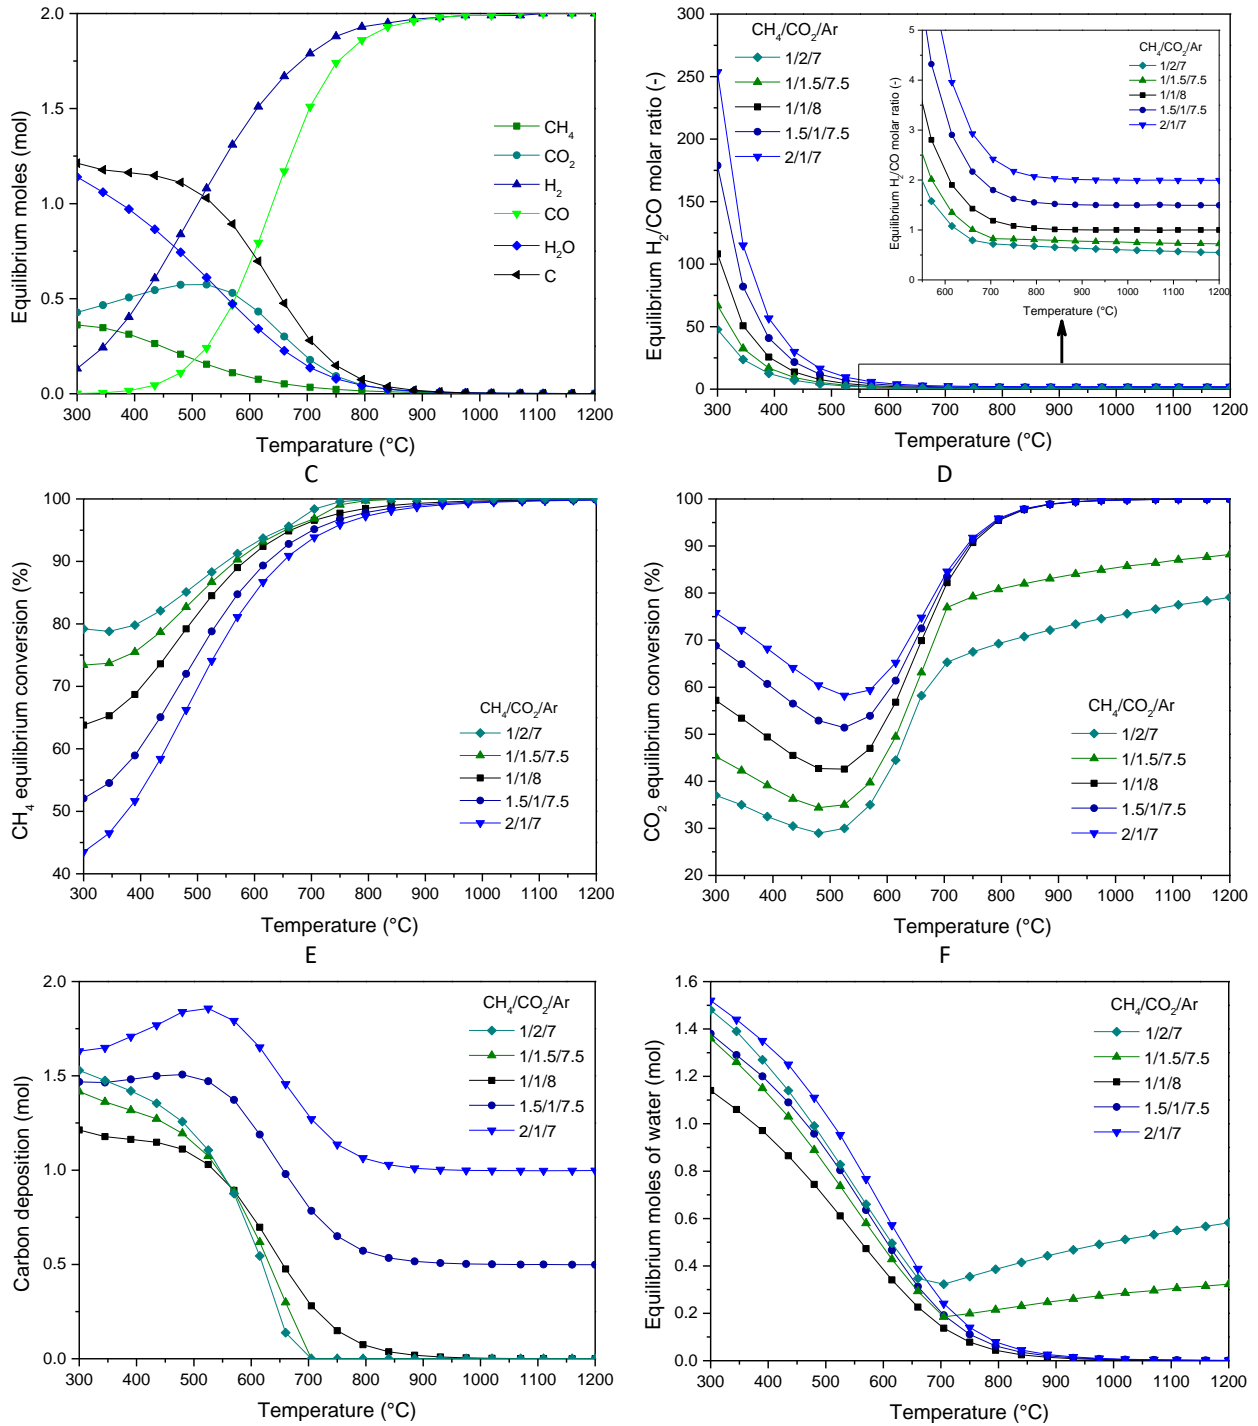 2.0
1.5
1.0
0.5
0.0
Equilibrium moles (mol)
CH4
CO2
H2
CO
H2O
C
300 400 500 600 700 800 900 1000 1100 1200
Temparature (°C)
300
250
200
150
100
50
0
Equilibrium H2/CO molar ratio (-)
CH4/CO2/Ar
1/2/7
1/1.5/7.5
1/1/8
1.5/1/7.5
2/1/7
5
4
3
2
1
0
Equilibrium H2/CO molar ratio (-)
CH4/CO2/Ar
1/2/7
1/1.5/7.5
1/1/8
1.5/1/7.5
2/1/7
600 700 800 900 1000 1100 1200
Temperature (°C)
300 400 500 600 700 800 900 1000 1100 1200
Temperature (°C)
C
D
100
90
80
70
60
50
40
CH4 equilibrium conversion (%)
CH4/CO2/Ar
1/2/7
1/1.5/7.5
1/1/8
1.5/1/7.5
2/1/7
300 400 500 600 700 800 900 1000 1100 1200
Temperature (°C)
100
90
80
70
60
50
40
30
20
CO2 equilibrium conversion (%)
CH4/CO2/Ar
1/2/7
1/1.5/7.5
1/1/8
1.5/1/7.5
2/1/7
300 400 500 600 700 800 900 1000 1100 1200
Temperature (°C)
E
F
2.0
1.5
1.0
0.5
0.0
Carbon deposition (mol)
CH4/CO2/Ar
1/2/7
1/1.5/7.5
1/1/8
1.5/1/7.5
2/1/7
300 400 500 600 700 800 900 1000 1100 1200
Temperature (°C)
1.6
1.4
1.2
1.0
0.8
0.6
0.4
0.2
0.0
Equilibrium moles of water (mol)
CH4/CO2/Ar
1/2/7
1/1.5/7.5
1/1/8
1.5/1/7.5
2/1/7
300 400 500 600 700 800 900 1000 1100 1200
Temperature (°C)